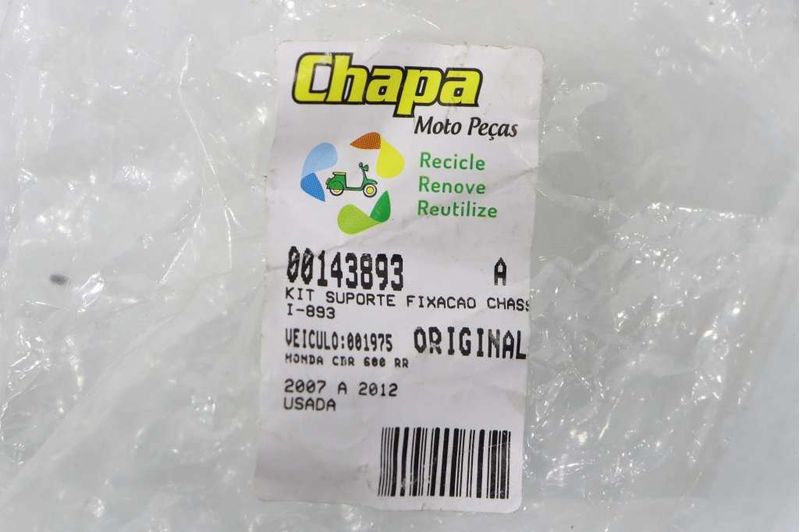 Chapa
Moto Peças
Recicle
Renove
Reutilize
00143893 A
KIT SUPORTE FIXACAO CHASS
I-893
VEICULO:001975 ORIGINAL
HONDA CBR 600 RR
2007 A 2012
USADA